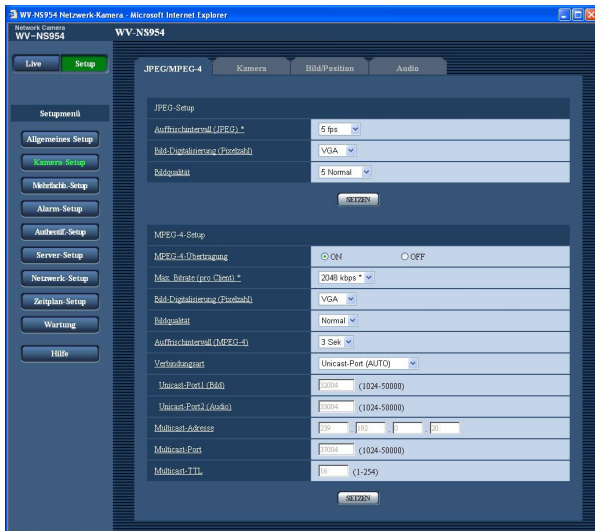 WV-NS954 Netzwerk-Kamera - Microsoft Internet Explorer
Network Camera
WV-NS954
WV-NS954
Live
Setup
Setupmenü
Allgemeines Setup
Kamera-Setup
Mehrfachb.-Setup
Alarm-Setup
Authentif.-Setup
Server-Setup
Netzwerk-Setup
Zeitplan-Setup
Wartung
Hilfe
JPEG/MPEG-4 Kamera Bild/Position Audio
JPEG-Setup
Auffrischintervall (JPEG) * 5 fps
Bild-Digitalisierung (Pixelzahl) VGA
Bildqualität 5 Normal
SETZEN
MPEG-4-Setup
MPEG-4-Übertragung ON OFF
Max. Bitrate (pro Client) * 2048 kbps *
Bild-Digitalisierung (Pixelzahl) VGA
Bildqualität Normal
Auffrischintervall (MPEG-4) 3 Sek
Verbindungsart Unicast-Port (AUTO)
Unicast-Port1 (Bild) 32004 (1024-50000)
Unicast-Port2 (Audio) 33004 (1024-50000)
Multicast-Adresse 239 . 192 . 0 . 20
Multicast-Port 37004 (1024-50000)
Multicast-TTL 16 (1-254)
SETZEN